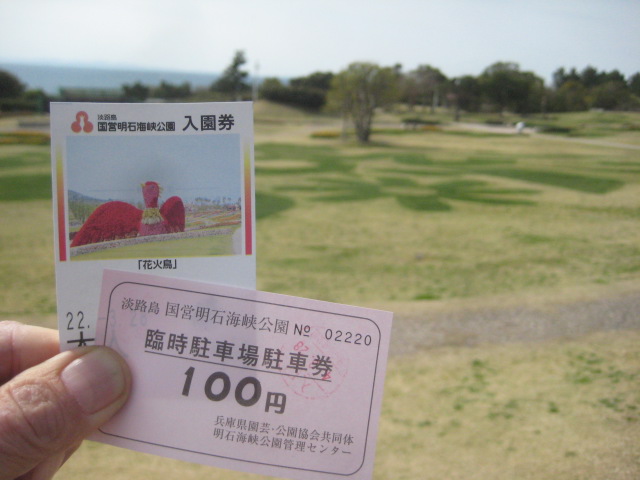 淡路島
国営明石海峡公園 入園券
「花火鳥」
22.
淡路島 国営明石海峡公園 № 02220
臨時駐車場駐車券
100円
兵庫県園芸・公園協会共同体
明石海峡公園管理センター